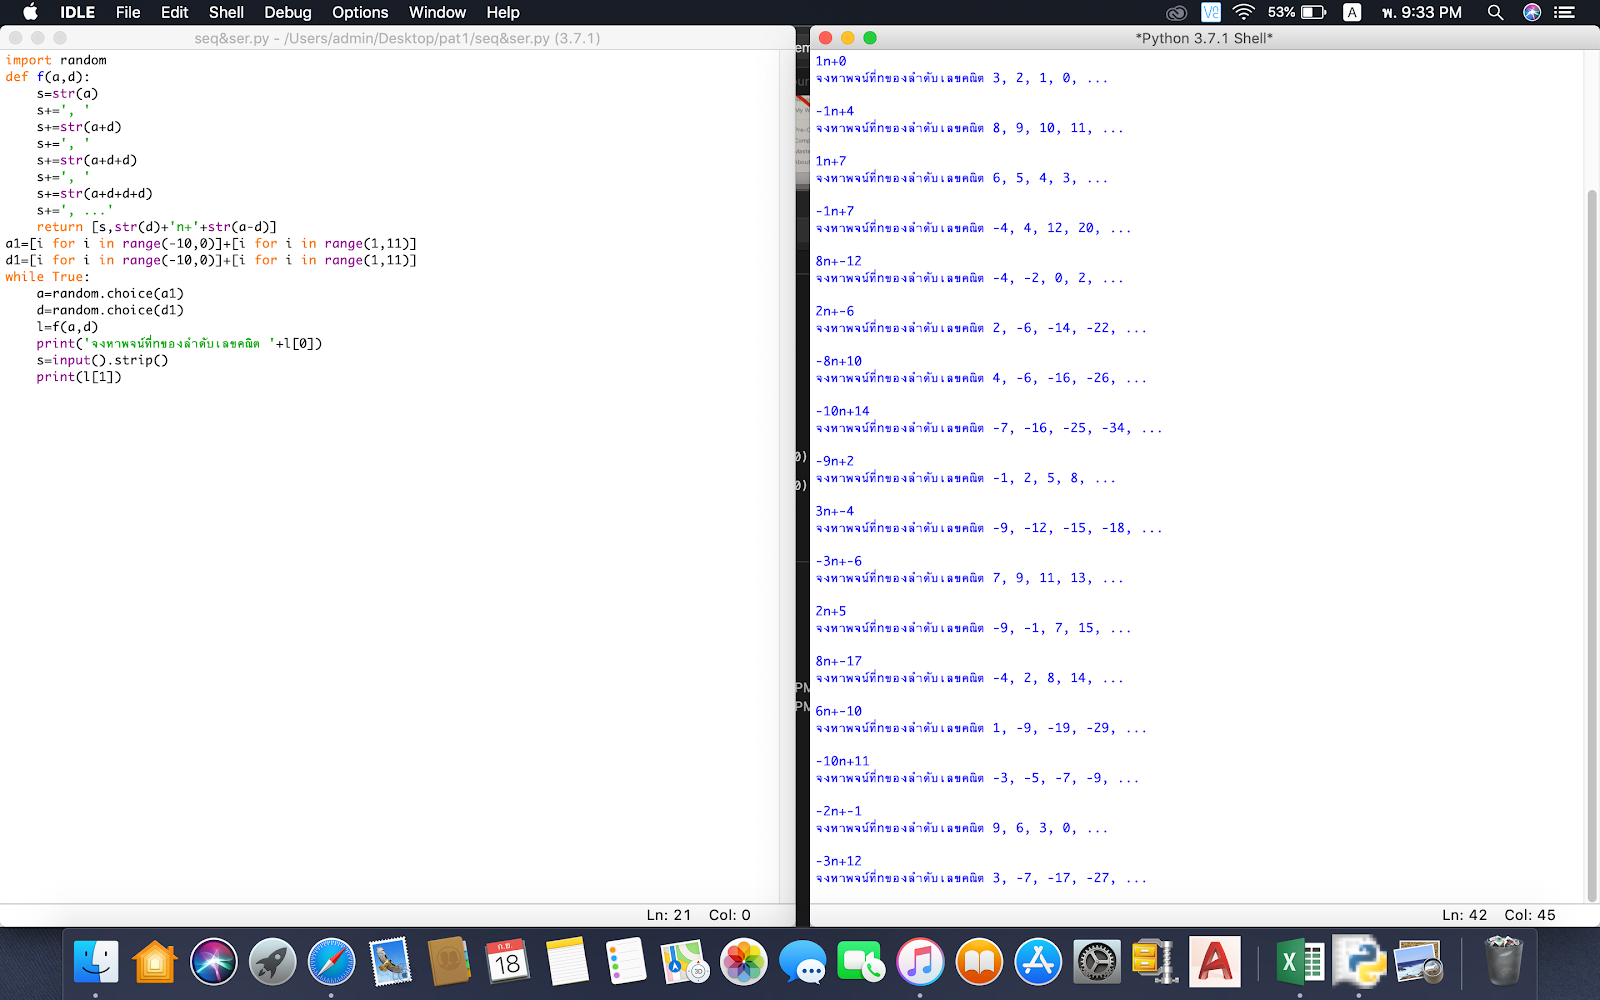 IDLE File Edit Shell Debug Options Window Help 53% A พ. 9:33 PM
seq&ser.py - /Users/admin/Desktop/pat1/seq&ser.py (3.7.1)
import random
def f(a,d):
    s=str(a)
    s+=', '
    s+=str(a+d)
    s+=', '
    s+=str(a+d+d)
    s+=', '
    s+=str(a+d+d+d)
    s+=', ...'
    return [s,str(d)+'n+'+str(a-d)]
a1=[i for i in range(-10,0)]+[i for i in range(1,11)]
d1=[i for i in range(-10,0)]+[i for i in range(1,11)]
while True:
    a=random.choice(a1)
    d=random.choice(d1)
    l=f(a,d)
    print('จงหาพจน์ที่nของลำดับเลขคณิต '+l[0])
    s=input().strip()
    print(l[1])
Ln: 21 Col: 0
*Python 3.7.1 Shell*
1n+0
จงหาพจน์ที่nของลำดับเลขคณิต 3, 2, 1, 0, ...
-1n+4
จงหาพจน์ที่nของลำดับเลขคณิต 8, 9, 10, 11, ...
1n+7
จงหาพจน์ที่nของลำดับเลขคณิต 6, 5, 4, 3, ...
-1n+7
จงหาพจน์ที่nของลำดับเลขคณิต -4, 4, 12, 20, ...
8n+-12
จงหาพจน์ที่nของลำดับเลขคณิต -4, -2, 0, 2, ...
2n+-6
จงหาพจน์ที่nของลำดับเลขคณิต 2, -6, -14, -22, ...
-8n+10
จงหาพจน์ที่nของลำดับเลขคณิต 4, -6, -16, -26, ...
-10n+14
จงหาพจน์ที่nของลำดับเลขคณิต -7, -16, -25, -34, ...
-9n+2
จงหาพจน์ที่nของลำดับเลขคณิต -1, 2, 5, 8, ...
3n+-4
จงหาพจน์ที่nของลำดับเลขคณิต -9, -12, -15, -18, ...
-3n+-6
จงหาพจน์ที่nของลำดับเลขคณิต 7, 9, 11, 13, ...
2n+5
จงหาพจน์ที่nของลำดับเลขคณิต -9, -1, 7, 15, ...
8n+-17
จงหาพจน์ที่nของลำดับเลขคณิต -4, 2, 8, 14, ...
6n+-10
จงหาพจน์ที่nของลำดับเลขคณิต 1, -9, -19, -29, ...
-10n+11
จงหาพจน์ที่nของลำดับเลขคณิต -3, -5, -7, -9, ...
-2n+-1
จงหาพจน์ที่nของลำดับเลขคณิต 9, 6, 3, 0, ...
-3n+12
จงหาพจน์ที่nของลำดับเลขคณิต 3, -7, -17, -27, ...
Ln: 42 Col: 45
ก.ย.
18
3D